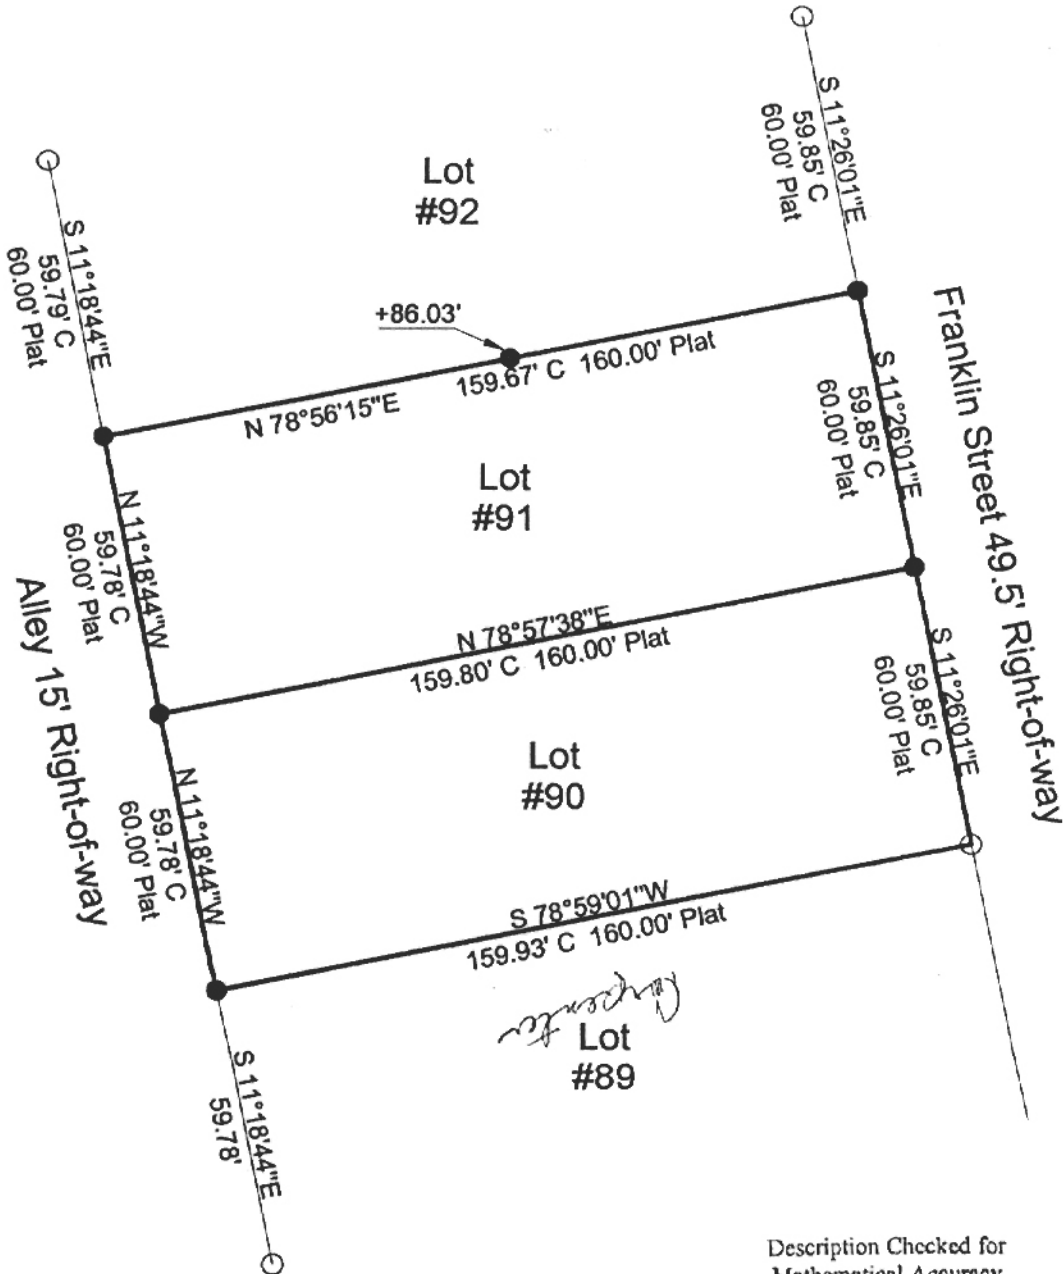 S 11°26'01"E
59.85' C
60.00' Plat
Lot
#92
S 11°18'44"E
59.79' C
60.00' Plat
+86.03'
159.67' C 160.00' Plat
N 78°56'15"E
Franklin Street 49.5' Right-of-way
S 11°26'01"E
59.85' C
60.00' Plat
Lot
#91
N 11°18'44"W
59.78' C
60.00' Plat
Alley 15' Right-of-way
N 78°57'38"E
159.80' C 160.00' Plat
S 11°26'01"E
59.85' C
60.00' Plat
Lot
#90
N 11°18'44"W
59.78' C
60.00' Plat
S 78°59'01"W
159.93' C 160.00' Plat
Carpenter
Lot
#89
S 11°18'44"E
59.78'
Description Checked for
Mathematical Accuracy